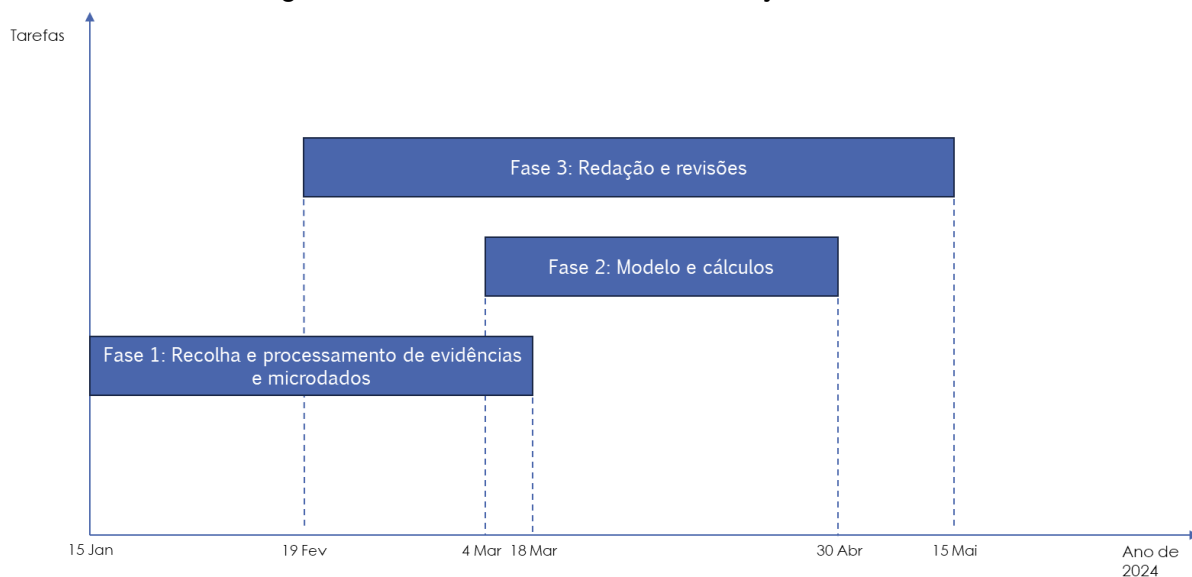 Tarefas
Fase 3: Redação e revisões
Fase 2: Modelo e cálculos
Fase 1: Recolha e processamento de evidências
e microdados
15 Jan
19 Fev
4 Mar
18 Mar
30 Abr
15 Mai
Ano de
2024